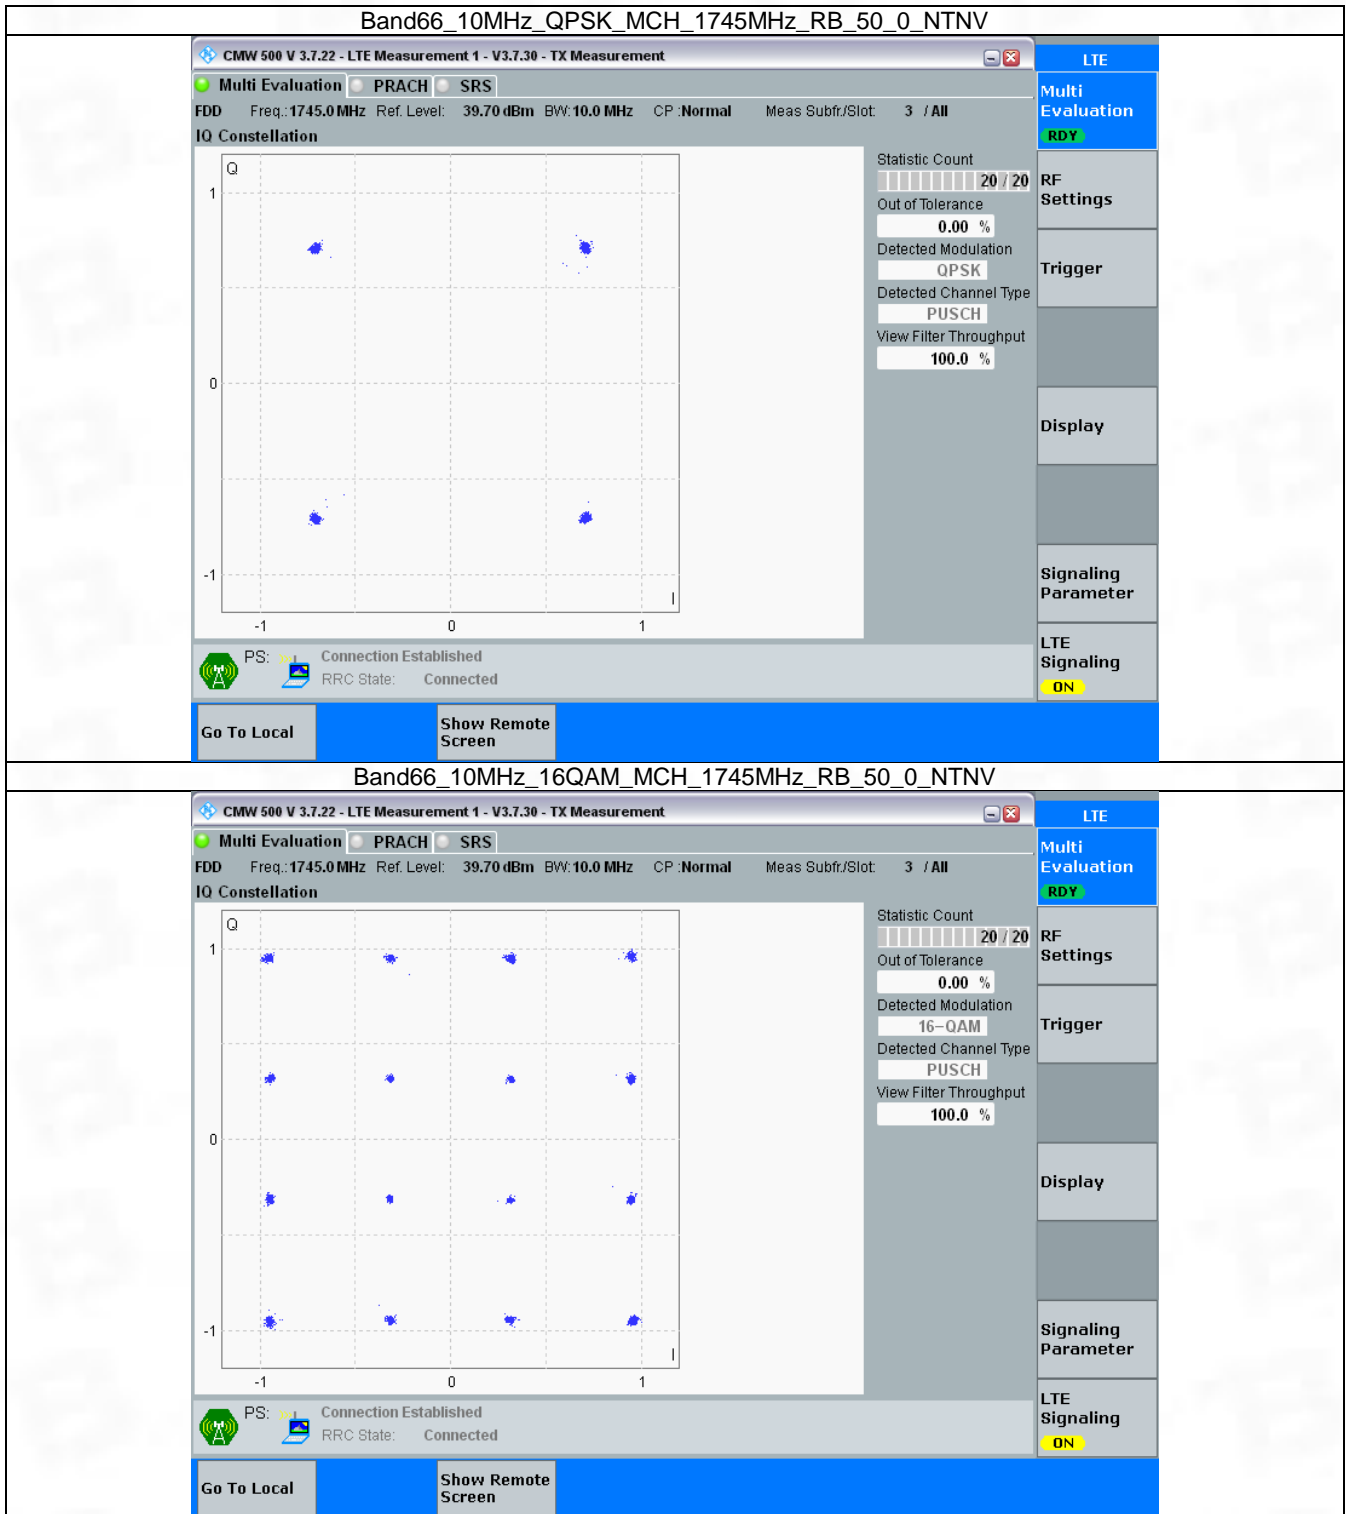 Band66_10MHz_QPSK_MCH_1745MHz_RB_50_0_NTNV
CMW 500 V 3.7.22 - LTE Measurement 1 - V3.7.30 - TX Measurement
LTE
Multi Evaluation PRACH SRS
Multi
Evaluation
RDY
FDD Freq.: 1745.0 MHz Ref. Level: 39.70 dBm BW: 10.0 MHz CP : Normal Meas Subfr./Slot: 3 / All
IQ Constellation
Q
1
0
-1
I
-1 0 1
Statistic Count
20 / 20
Out of Tolerance
0.00 %
Detected Modulation
QPSK
Detected Channel Type
PUSCH
View Filter Throughput
100.0 %
RF
Settings
Trigger
Display
Signaling
Parameter
LTE
Signaling
ON
PS: Connection Established
RRC State: Connected
Go To Local
Show Remote
Screen
Band66_10MHz_16QAM_MCH_1745MHz_RB_50_0_NTNV
CMW 500 V 3.7.22 - LTE Measurement 1 - V3.7.30 - TX Measurement
LTE
Multi Evaluation PRACH SRS
Multi
Evaluation
RDY
FDD Freq.: 1745.0 MHz Ref. Level: 39.70 dBm BW: 10.0 MHz CP : Normal Meas Subfr./Slot: 3 / All
IQ Constellation
Q
1
0
-1
I
-1 0 1
Statistic Count
20 / 20
Out of Tolerance
0.00 %
Detected Modulation
16-QAM
Detected Channel Type
PUSCH
View Filter Throughput
100.0 %
RF
Settings
Trigger
Display
Signaling
Parameter
LTE
Signaling
ON
PS: Connection Established
RRC State: Connected
Go To Local
Show Remote
Screen